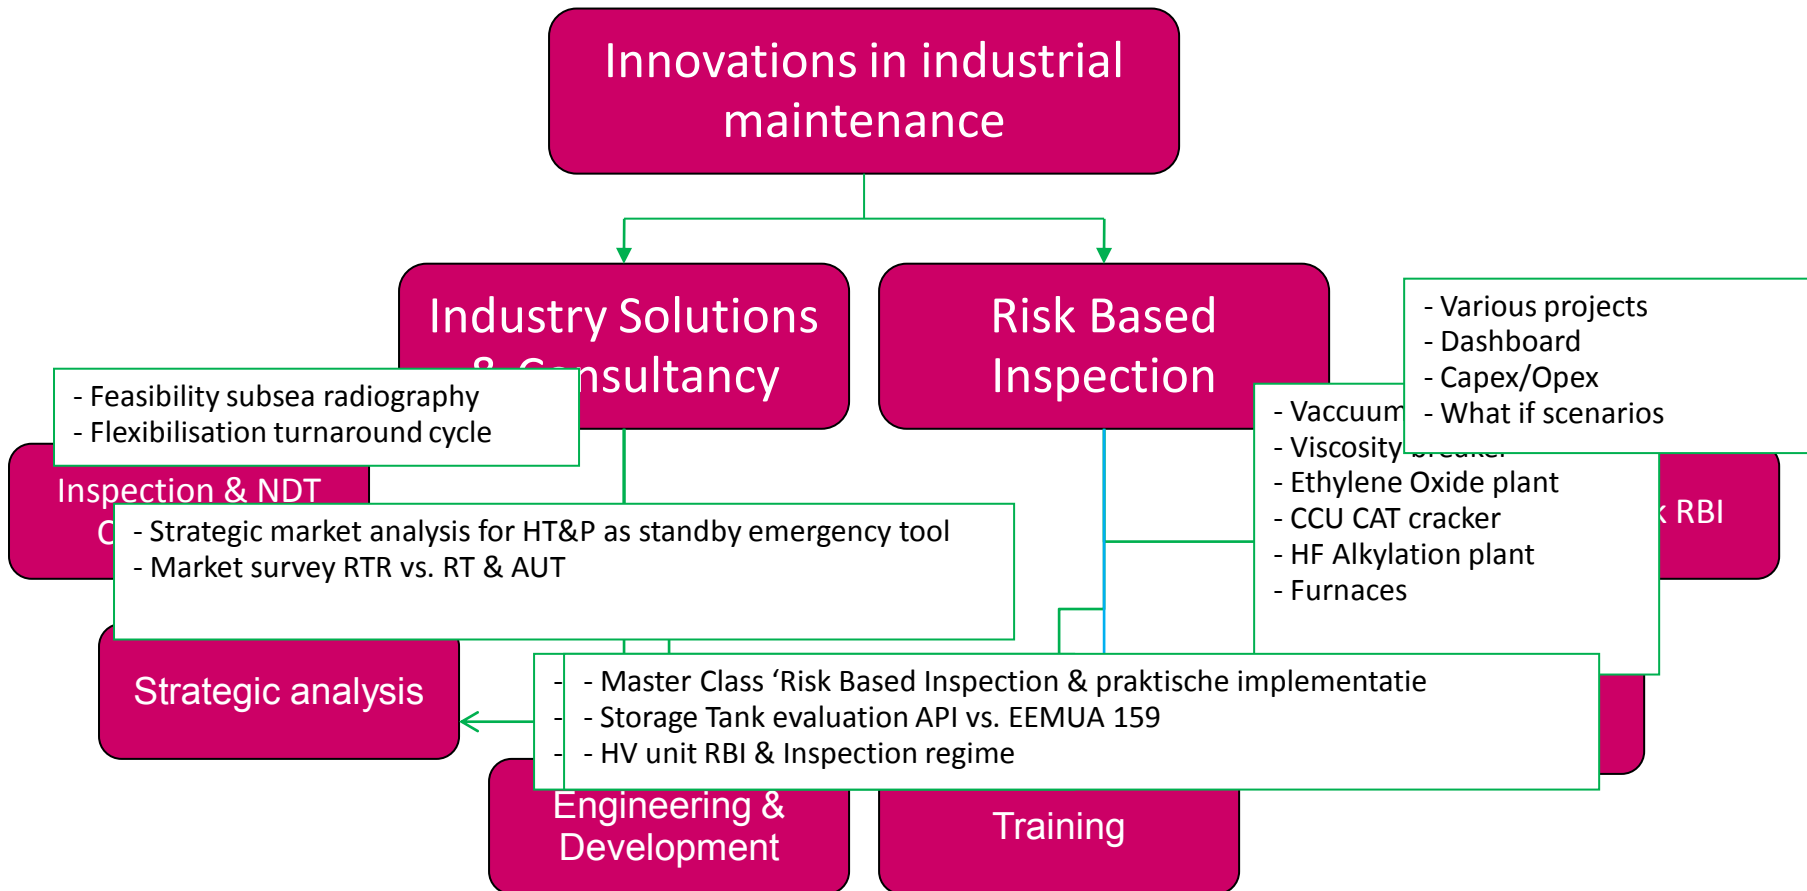 Innovations in industrial
maintenance
Industry Solutions
& Consultancy
Risk Based
Inspection
- Various projects
- Dashboard
- Capex/Opex
- What if scenarios
- Feasibility subsea radiography
- Flexibilisation turnaround cycle
- Vaccuum
- Viscosity breaker
- Ethylene Oxide plant
- CCU CAT cracker
- HF Alkylation plant
- Furnaces
Inspection & NDT
RBI
- Strategic market analysis for HT&P as standby emergency tool
- Market survey RTR vs. RT & AUT
Strategic analysis
- - Master Class ‘Risk Based Inspection & praktische implementatie
- - Storage Tank evaluation API vs. EEMUA 159
- - HV unit RBI & Inspection regime
Engineering &
Development
Training